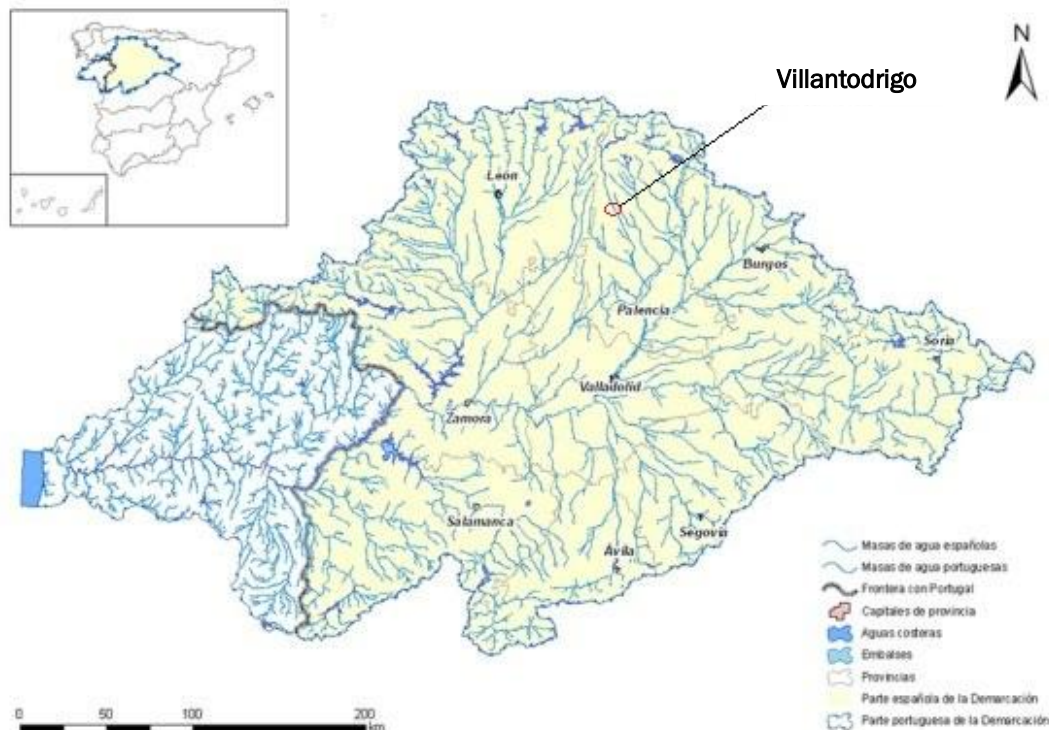 N
Villantodrigo
León
Burgos
Palencia
Soria
Valladolid
Zamora
Salamanca
Segovia
Ávila
Masas de agua españolas
Masas de agua portuguesas
Frontera con Portugal
Capitales de provincia
Aguas costeras
Embalses
Provincias
Parte española de la Demarcación
Parte portuguesa de la Demarcación
0 50 100 200
km